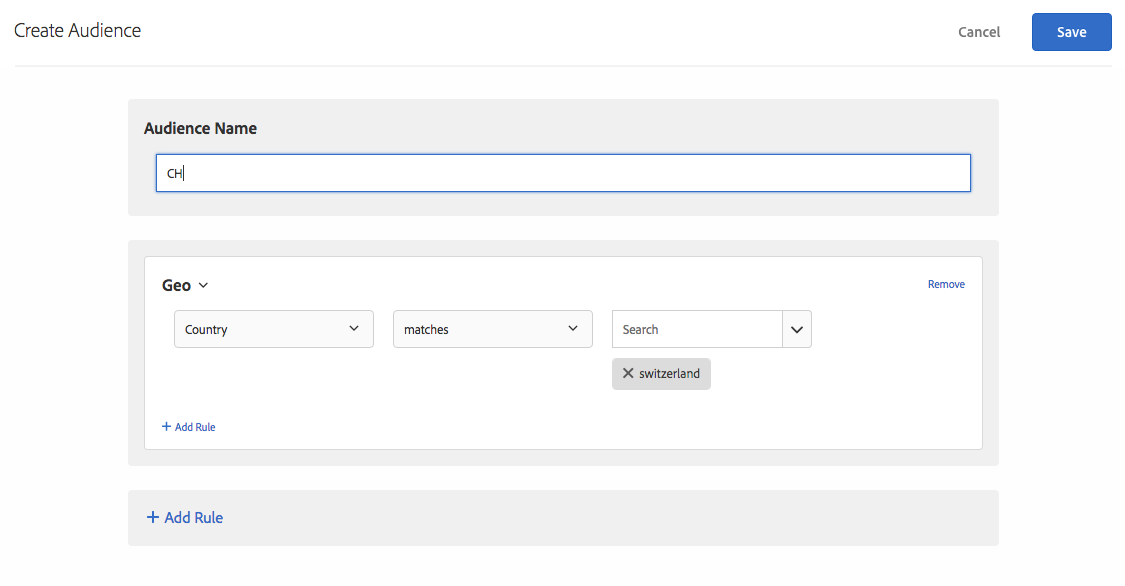 Create Audience
Cancel
Save
Audience Name
CH
Geo
Remove
Country
matches
Search
switzerland
+ Add Rule
+ Add Rule